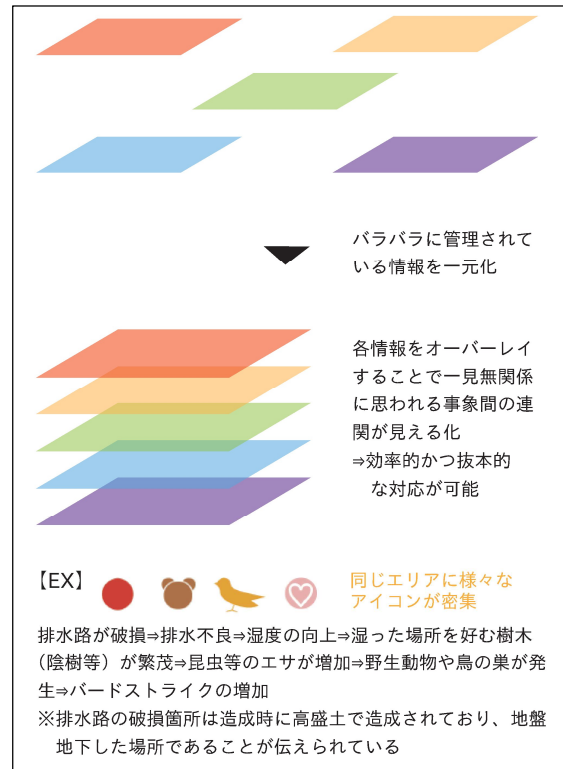 バラバラに管理されて
いる情報を一元化
各情報をオーバーレイ
することで一見無関係
に思われる事象間の連
関が見える化
⇒効率的かつ抜本的
な対応が可能
【EX】
同じエリアに様々な
アイコンが密集
排水路が破損⇒排水不良⇒湿度の向上⇒湿った場所を好む樹木
(陰樹等)が繁茂⇒昆虫等のエサが増加⇒野生動物や鳥の巣が発
生⇒バードストライクの増加
※排水路の破損箇所は造成時に高盛土で造成されており、地盤
地下した場所であることが伝えられている